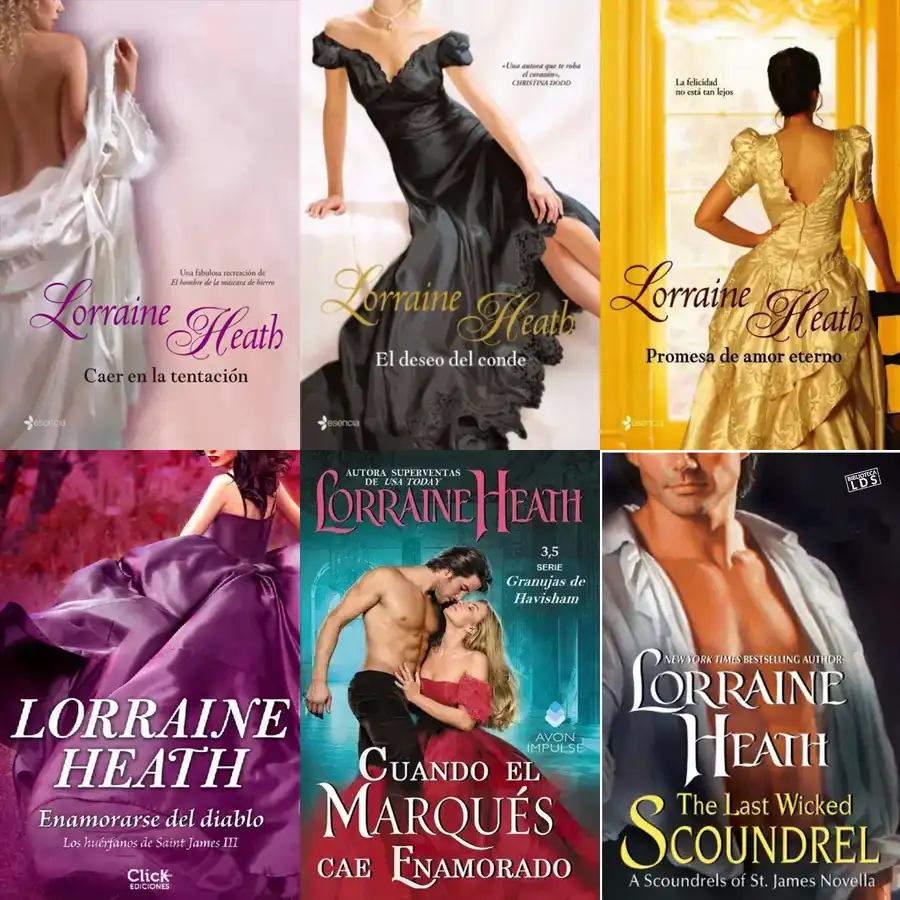 Una fabulosa recreación de
El hombre de la máscara de hierro
Lorraine
Heath
Caer en la tentación
esencia
«Una autora que te roba
el corazón»,
CHRISTINA DODD
Lorraine
Heath
El deseo del conde
esencia
La felicidad
no está tan lejos
Lorraine
Heath
Promesa de amor eterno
esencia
LORRAINE
HEATH
Enamorarse del diablo
Los huérfanos de Saint James III
Click
EDICIONES
AUTORA SUPERVENTAS
DE USA TODAY
LORRAINE HEATH
3,5
SERIE
Granujas de
Havisham
AVON
IMPULSE
CUANDO EL
MARQUÉS
CAE ENAMORADO
BIBLIOTECA
LDS
NEW YORK TIMES BESTSELLING AUTHOR
LORRAINE
HEATH
The Last Wicked
SCOUNDREL
A Scoundrels of St. James Novella